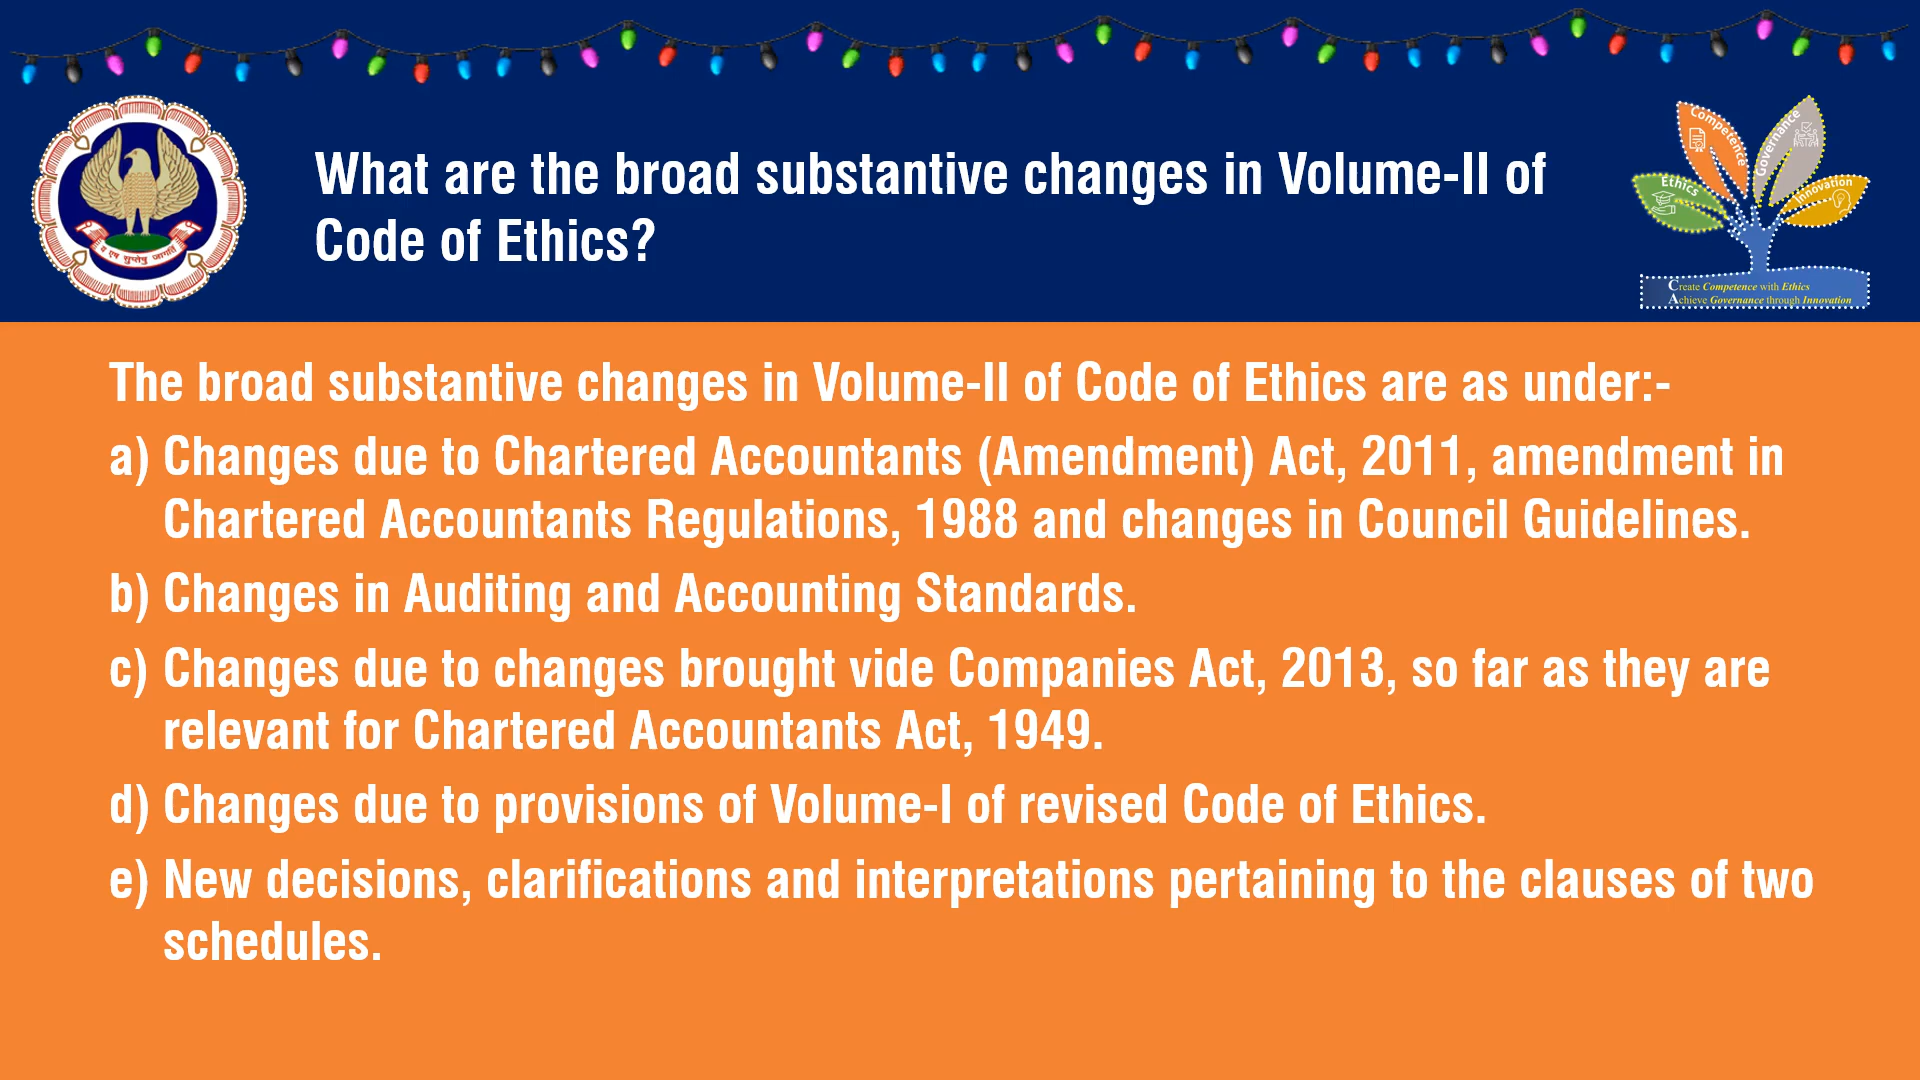 What are the broad substantive changes in Volume-II of
Code of Ethics?
य एष सुप्तेषु जागर्ति
Competence
Governance
Ethics
Innovation
Create Competence with Ethics
Achieve Governance through Innovation
The broad substantive changes in Volume-II of Code of Ethics are as under:-
a) Changes due to Chartered Accountants (Amendment) Act, 2011, amendment in
Chartered Accountants Regulations, 1988 and changes in Council Guidelines.
b) Changes in Auditing and Accounting Standards.
c) Changes due to changes brought vide Companies Act, 2013, so far as they are
relevant for Chartered Accountants Act, 1949.
d) Changes due to provisions of Volume-I of revised Code of Ethics.
e) New decisions, clarifications and interpretations pertaining to the clauses of two
schedules.